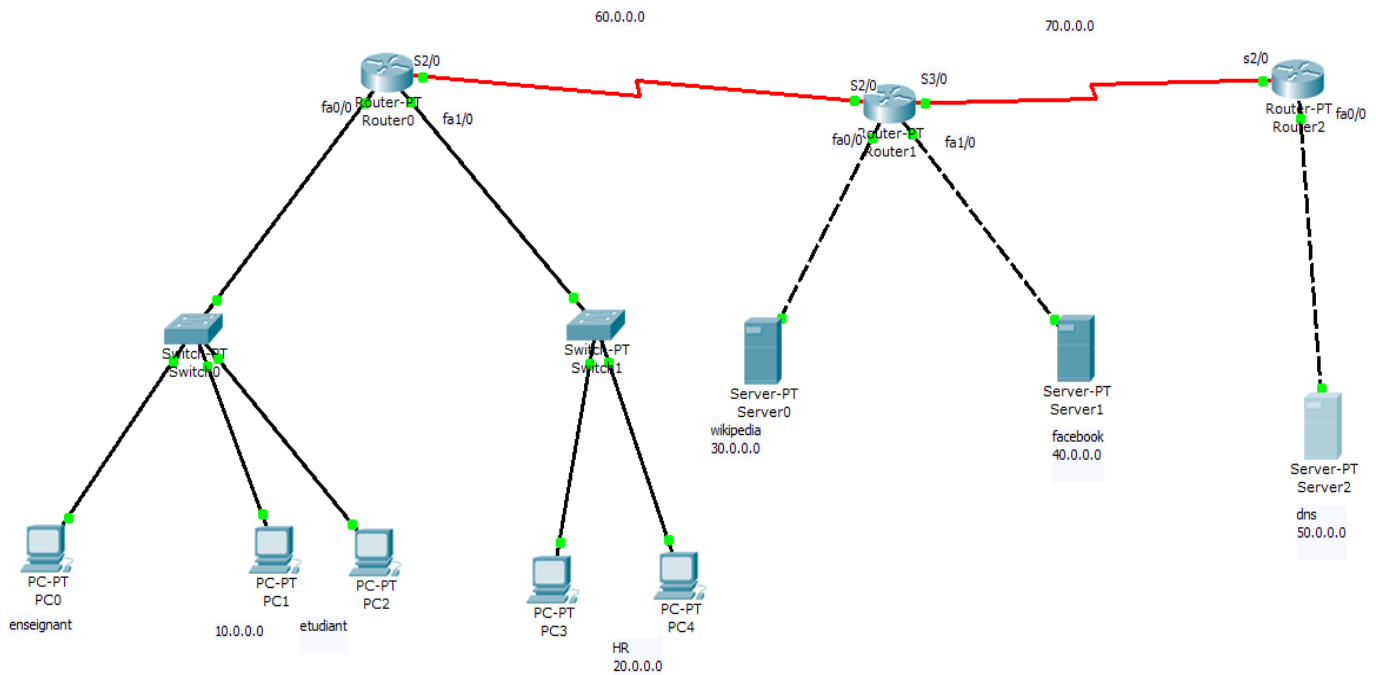 60.0.0.0
70.0.0.0
S2/0
Router-PT
Router0
fa0/0
fa1/0
S2/0
S3/0
Router-PT
Router1
fa0/0
fa1/0
s2/0
Router-PT
Router2
fa0/0
Switch-PT
Switch0
Switch-PT
Switch1
Server-PT
Server0
wikipedia
30.0.0.0
Server-PT
Server1
facebook
40.0.0.0
Server-PT
Server2
dns
50.0.0.0
PC-PT
PC0
enseignant
PC-PT
PC1
10.0.0.0
PC-PT
PC2
etudiant
PC-PT
PC3
PC-PT
PC4
HR
20.0.0.0